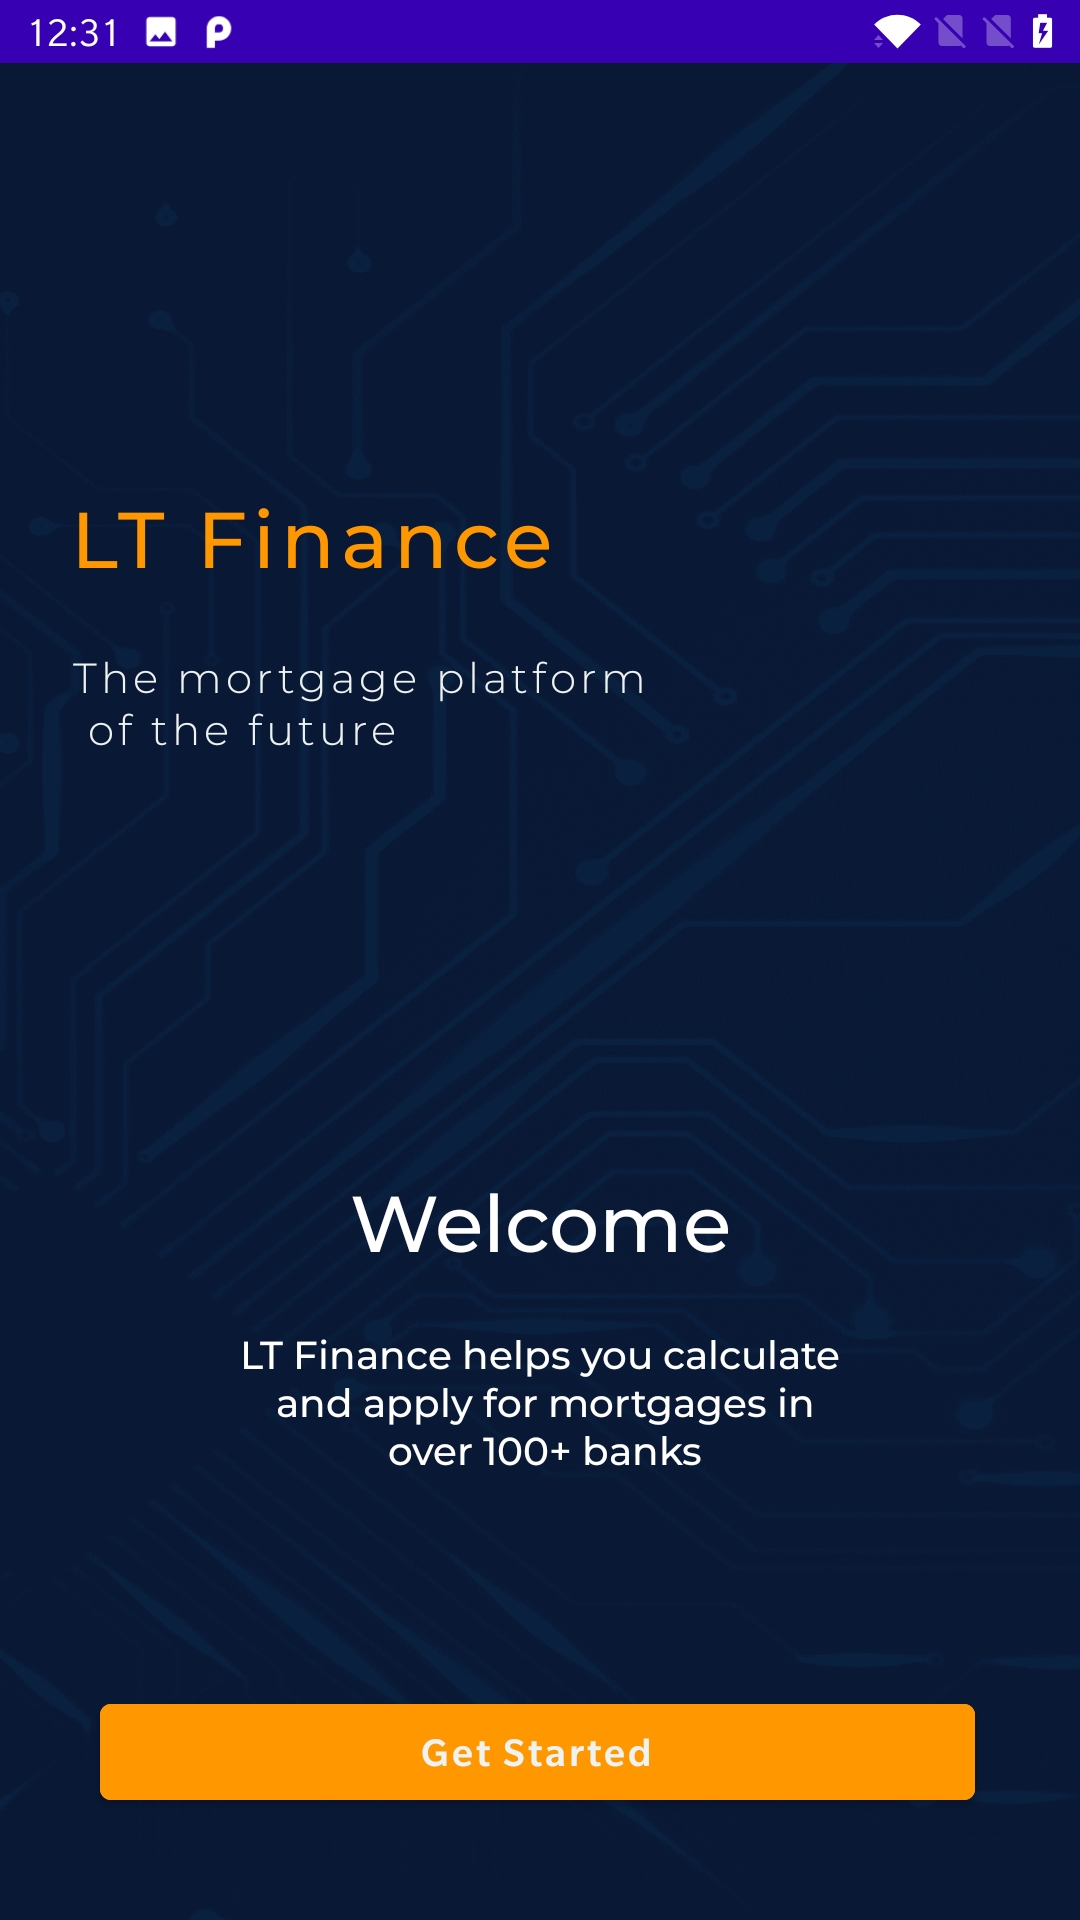 12:31
LT Finance
The mortgage platform
of the future
Welcome
LT Finance helps you calculate
and apply for mortgages in
over 100+ banks
Get Started